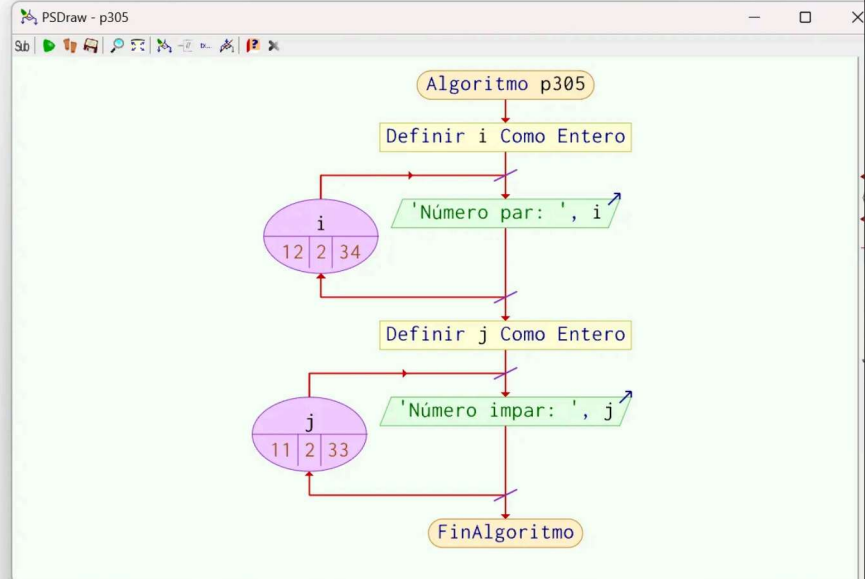 PSDraw - p305
Sub
Algoritmo p305
Definir i Como Entero
i
12 2 34
'Número par: ', i
Definir j Como Entero
j
11 2 33
'Número impar: ', j
FinAlgoritmo